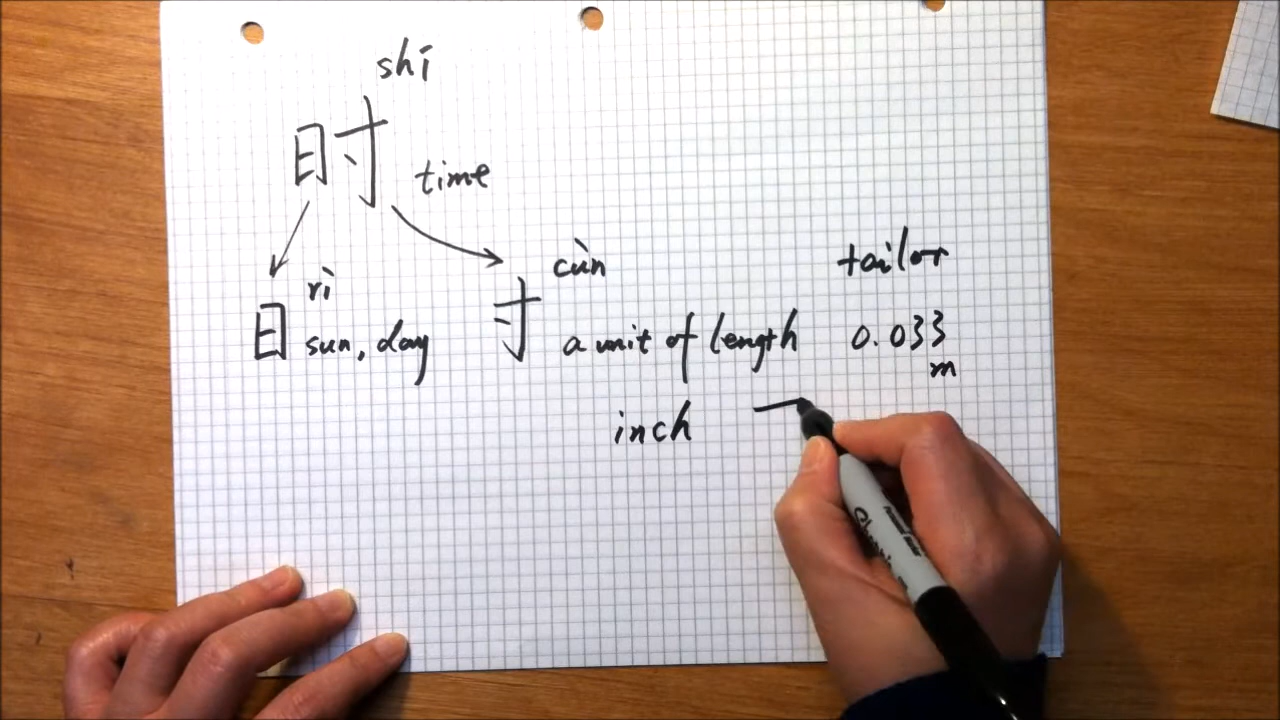 shí
时
time
rì
日
sun, day
cùn
寸
a unit of length
inch
tailor
0.033
m